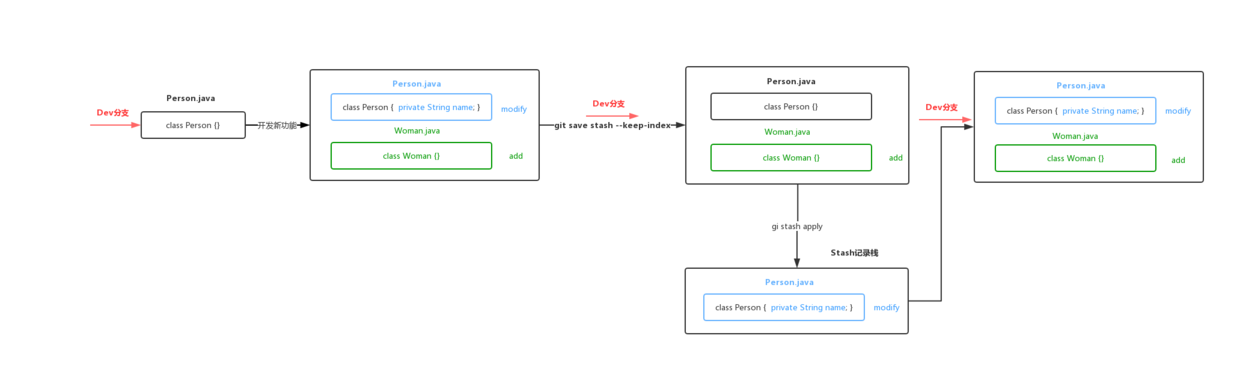 Person.java
Dev分支
class Person {}
开发新功能
Person.java
class Person { private String name; }
modify
Woman.java
class Woman {}
add
Dev分支
git save stash --keep-index
Person.java
class Person {}
Woman.java
class Woman {}
add
gi stash apply
Stash记录栈
Person.java
class Person { private String name; }
modify
Dev分支
Person.java
class Person { private String name; }
modify
Woman.java
class Woman {}
add